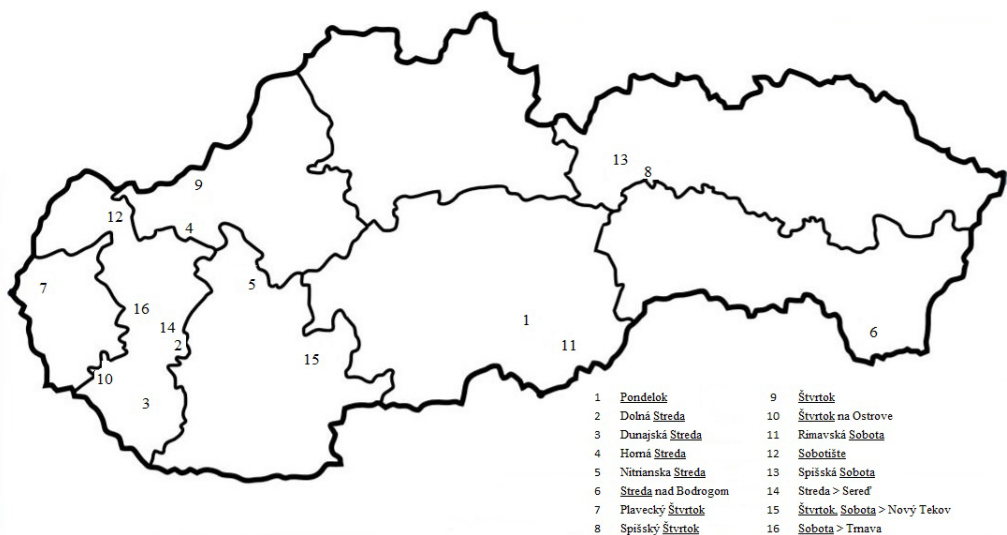 13
8
9
12
4
5
7
16
1
14
2
11
6
15
10
3
1 Pondelok
2 Dolná Streda
3 Dunajská Streda
4 Horná Streda
5 Nitrianska Streda
6 Streda nad Bodrogom
7 Plavecký Štvrtok
8 Spišský Štvrtok
9 Štvrtok
10 Štvrtok na Ostrove
11 Rimavská Sobota
12 Sobotište
13 Spišská Sobota
14 Streda > Sereď
15 Štvrtok, Sobota > Nový Tekov
16 Sobota > Trnava